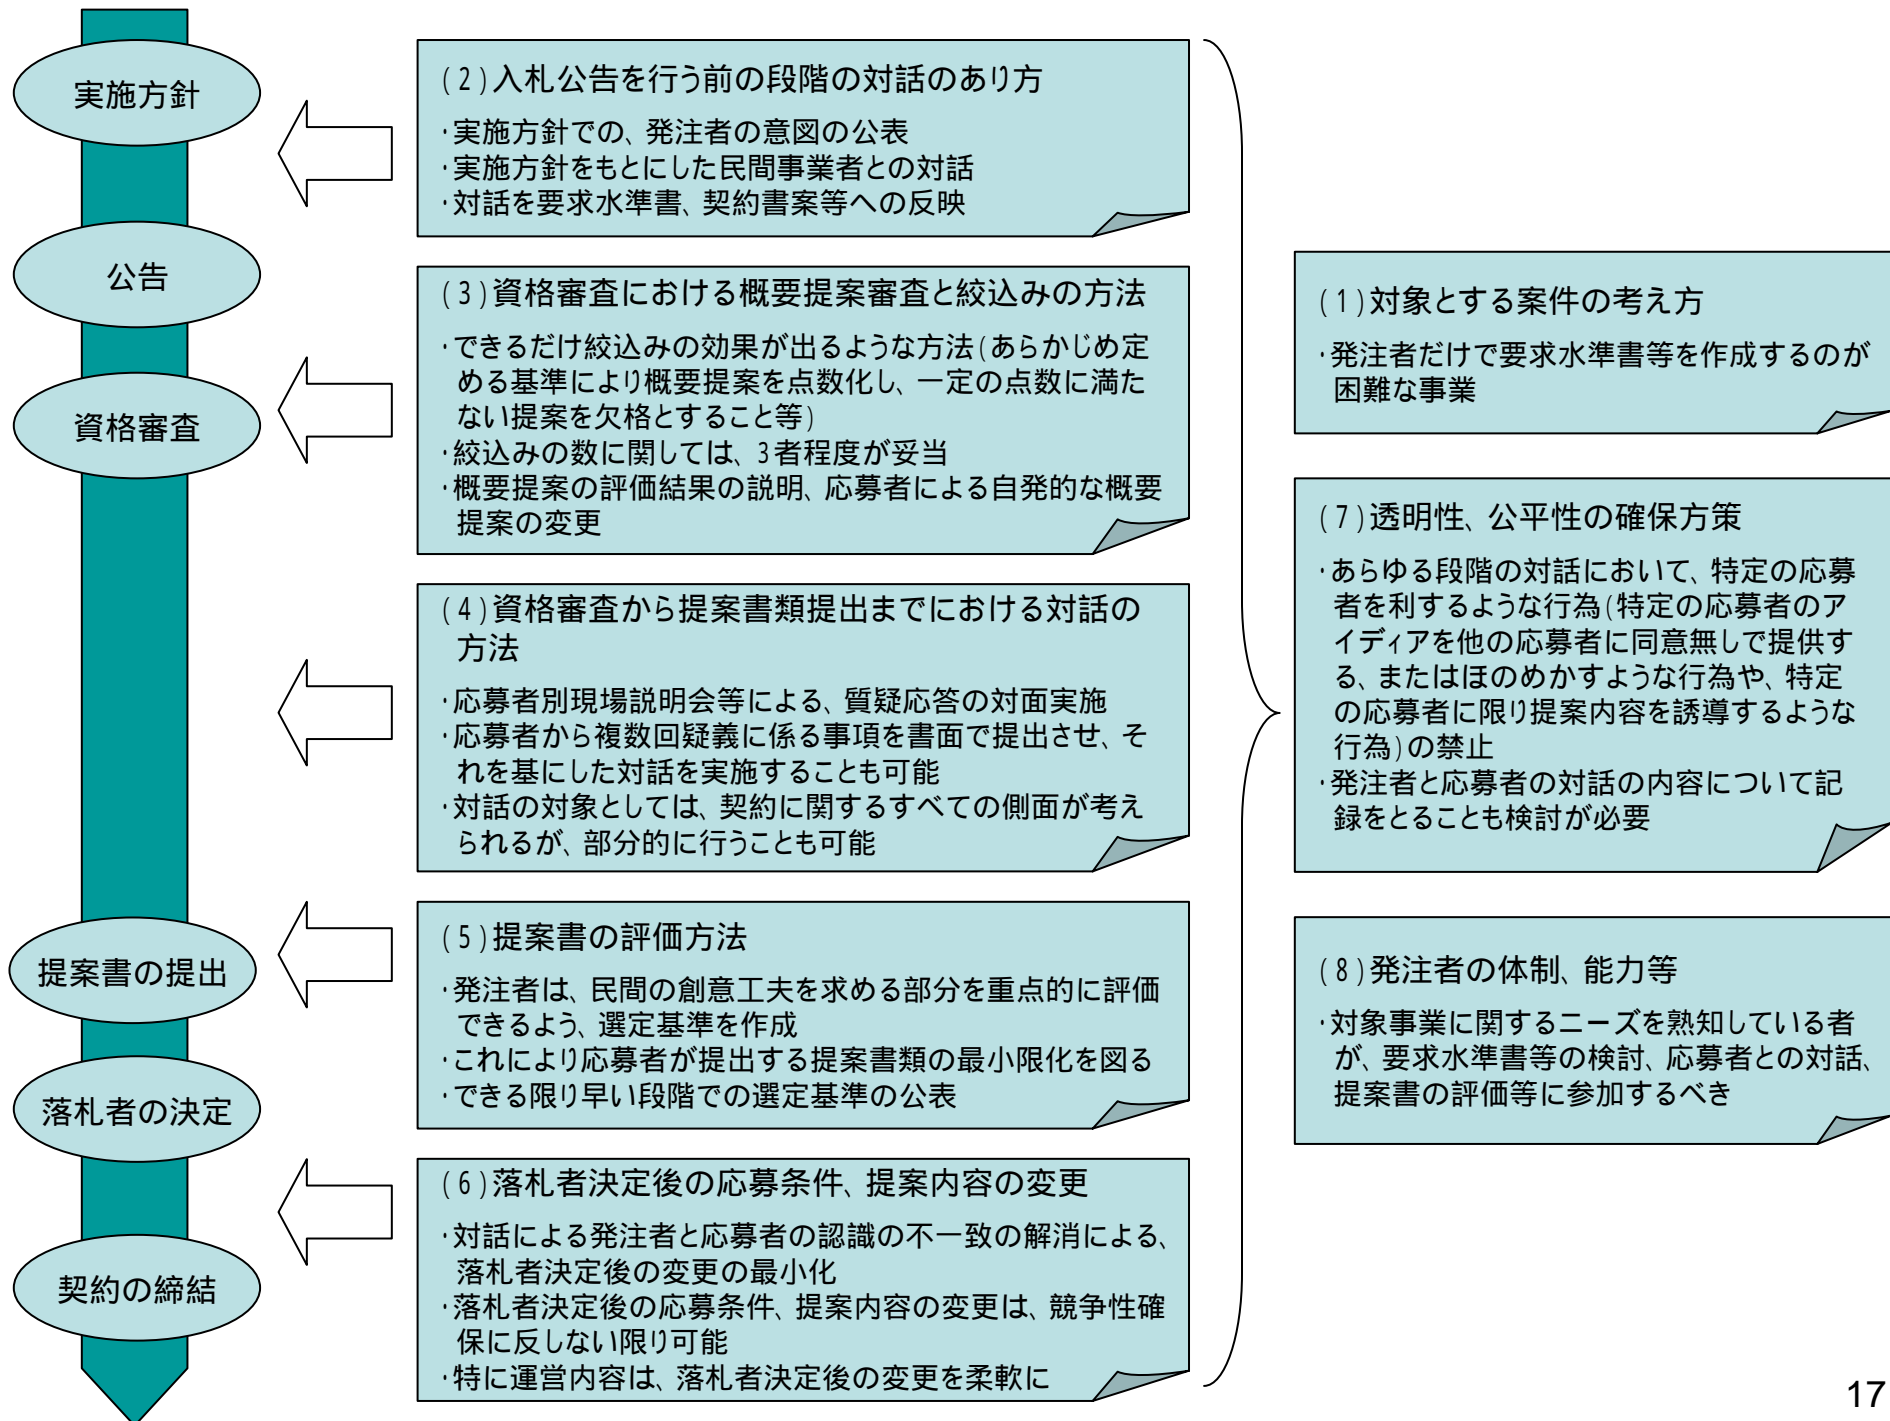 実施方針
公告
資格審査
提案書の提出
落札者の決定
契約の締結
(2)入札公告を行う前の段階の対話のあり方
・実施方針での、発注者の意図の公表
・実施方針をもとにした民間事業者との対話
・対話を要求水準書、契約書案等への反映
(3)資格審査における概要提案審査と絞込みの方法
・できるだけ絞込みの効果が出るような方法(あらかじめ定
める基準により概要提案を点数化し、一定の点数に満た
ない提案を欠格とすること等)
・絞込みの数に関しては、3者程度が妥当
・概要提案の評価結果の説明、応募者による自発的な概要
提案の変更
(4)資格審査から提案書類提出までにおける対話の
方法
・応募者別現場説明会等による、質疑応答の対面実施
・応募者から複数回疑義に係る事項を書面で提出させ、そ
れを基にした対話を実施することも可能
・対話の対象としては、契約に関するすべての側面が考え
られるが、部分的に行うことも可能
(5)提案書の評価方法
・発注者は、民間の創意工夫を求める部分を重点的に評価
できるよう、選定基準を作成
・これにより応募者が提出する提案書類の最小限化を図る
・できる限り早い段階での選定基準の公表
(6)落札者決定後の応募条件、提案内容の変更
・対話による発注者と応募者の認識の不一致の解消による、
落札者決定後の変更の最小化
・落札者決定後の応募条件、提案内容の変更は、競争性確
保に反しない限り可能
・特に運営内容は、落札者決定後の変更を柔軟に
(1)対象とする案件の考え方
・発注者だけで要求水準書等を作成するのが
困難な事業
(7)透明性、公平性の確保方策
・あらゆる段階の対話において、特定の応募
者を利するような行為(特定の応募者のア
イディアを他の応募者に同意無しで提供す
る、またはほのめかすような行為や、特定
の応募者に限り提案内容を誘導するような
行為)の禁止
・発注者と応募者の対話の内容について記
録をとることも検討が必要
(8)発注者の体制、能力等
・対象事業に関するニーズを熟知している者
が、要求水準書等の検討、応募者との対話、
提案書の評価等に参加するべき
17